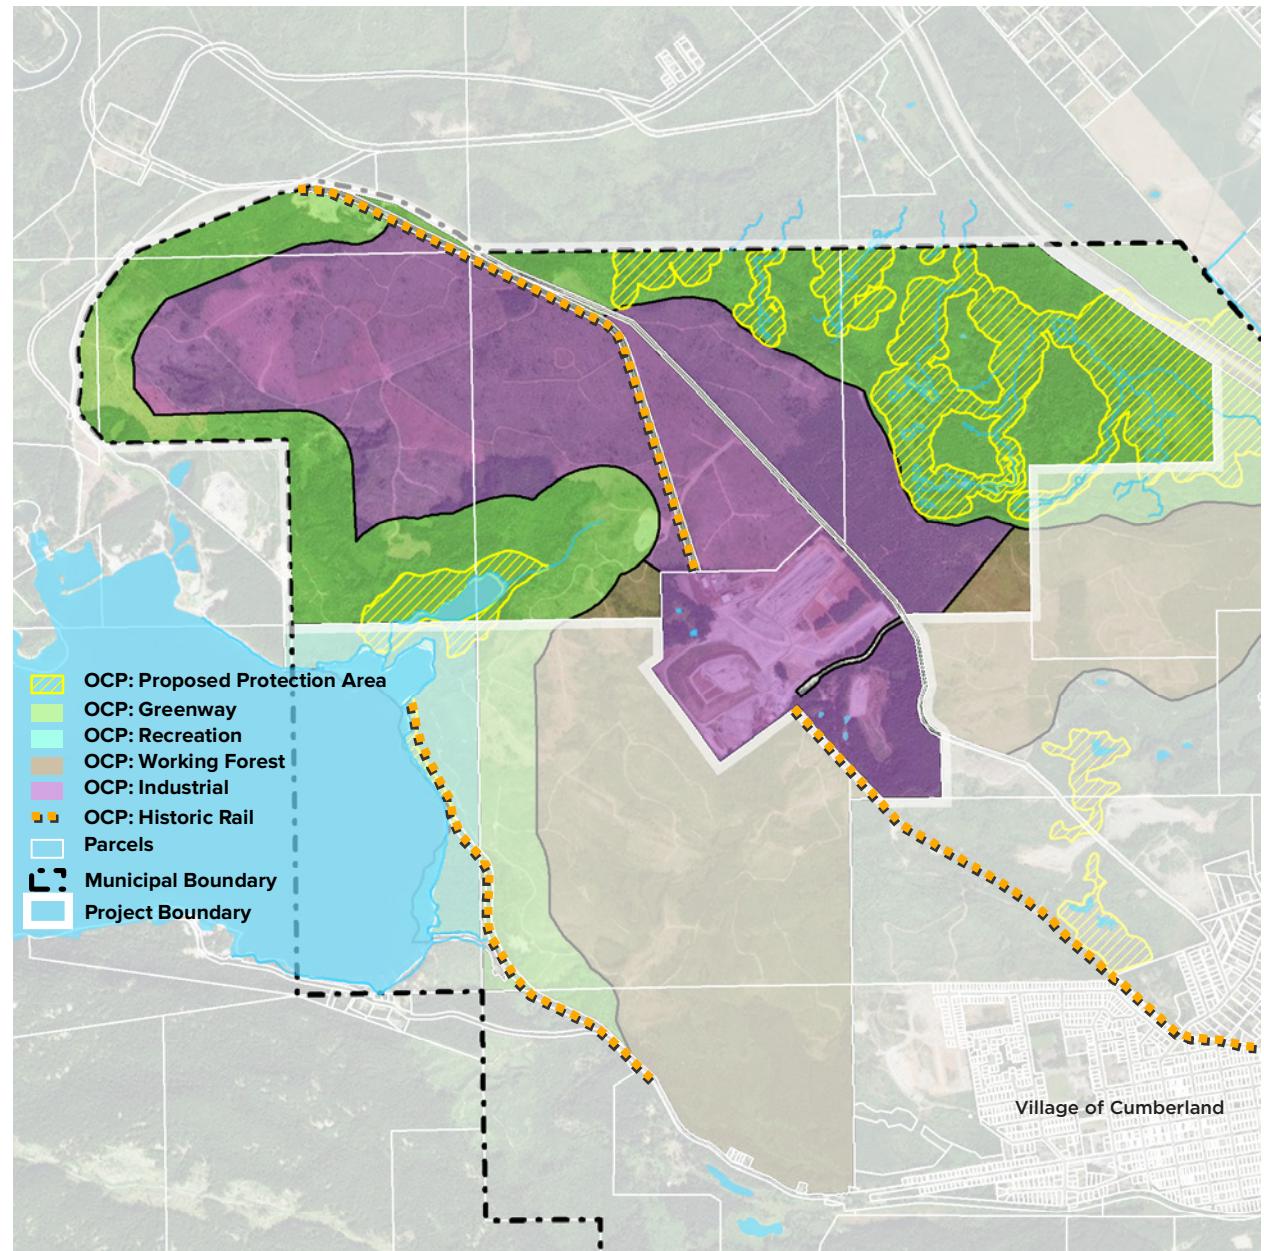 OCP: Proposed Protection Area
OCP: Greenway
OCP: Recreation
OCP: Working Forest
OCP: Industrial
OCP: Historic Rail
Parcels
Municipal Boundary
Project Boundary
Village of Cumberland